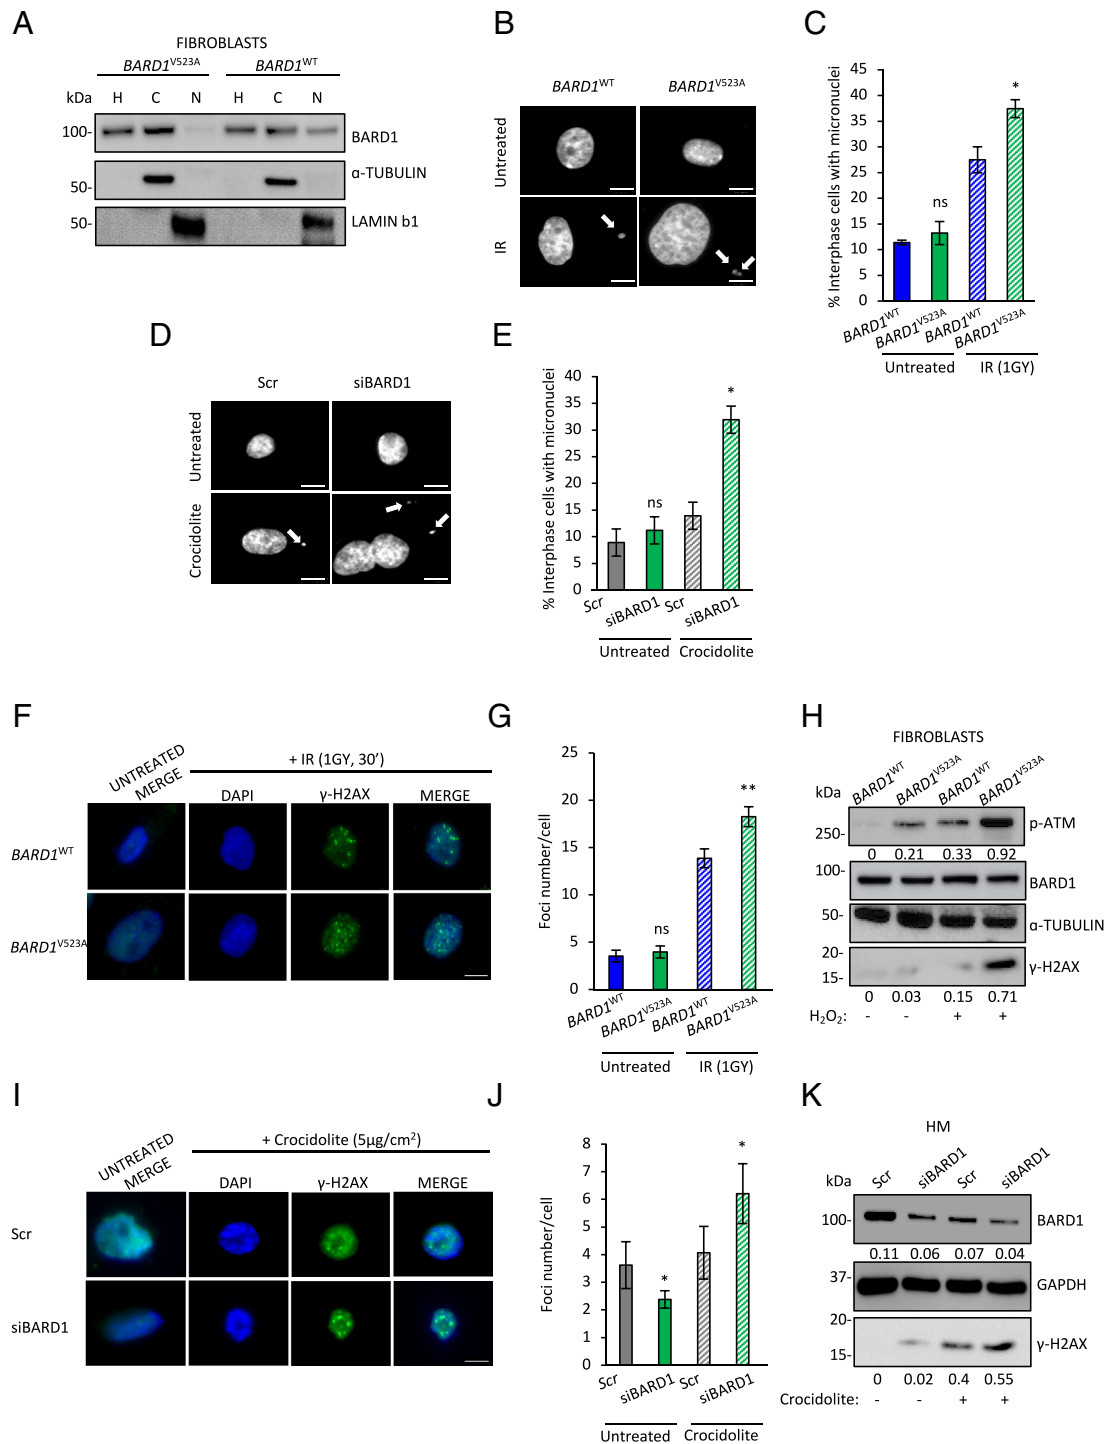 A
FIBROBLASTS
BARD1V523A BARD1WT
kDa H C N H C N
100- BARD1
50- α-TUBULIN
50- LAMIN b1
B
BARD1WT BARD1V523A
Untreated
IR
C
% Interphase cells with micronuclei
45
40
35
30
25
20
15
10
5
0
ns
*
BARD1WT BARD1V523A BARD1WT BARD1V523A
Untreated IR (1GY)
D
Scr siBARD1
Untreated
Crocidolite
E
% Interphase cells with micronuclei
40
35
30
25
20
15
10
5
0
ns
*
Scr siBARD1 Scr siBARD1
Untreated Crocidolite
F
UNTREATED
MERGE
+ IR (1GY, 30’)
DAPI γ-H2AX MERGE
BARD1WT
BARD1V523A
G
Foci number/cell
25
20
15
10
5
0
ns
**
BARD1WT BARD1V523A BARD1WT BARD1V523A
Untreated IR (1GY)
H
FIBROBLASTS
kDa BARD1WT BARD1V523A BARD1WT BARD1V523A
250- p-ATM
0 0.21 0.33 0.92
100- BARD1
50- α-TUBULIN
20-
15- γ-H2AX
0 0.03 0.15 0.71
H2O2: - - + +
I
UNTREATED
MERGE
+ Crocidolite (5μg/cm2)
DAPI γ-H2AX MERGE
Scr
siBARD1
J
Foci number/cell
8
7
6
5
4
3
2
1
0
*
*
Scr siBARD1 Scr siBARD1
Untreated Crocidolite
K
HM
kDa Scr siBARD1 Scr siBARD1
100- BARD1
0.11 0.06 0.07 0.04
37- GAPDH
20-
15- γ-H2AX
0 0.02 0.4 0.55
Crocidolite: - - + +